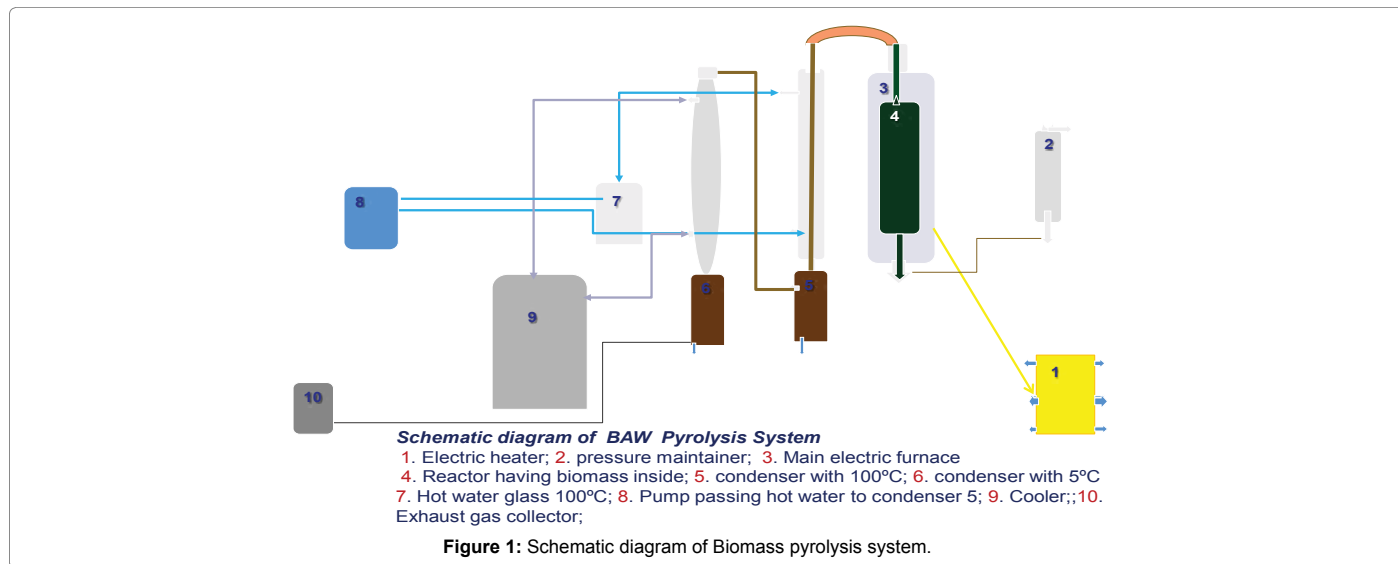 3
4
2
8
7
6
5
9
1
10
Schematic diagram of BAW Pyrolysis System
1. Electric heater; 2. pressure maintainer; 3. Main electric furnace
4. Reactor having biomass inside; 5. condenser with 100ºC; 6. condenser with 5ºC
7. Hot water glass 100ºC; 8. Pump passing hot water to condenser 5; 9. Cooler;;10.
Exhaust gas collector;
Figure 1: Schematic diagram of Biomass pyrolysis system.